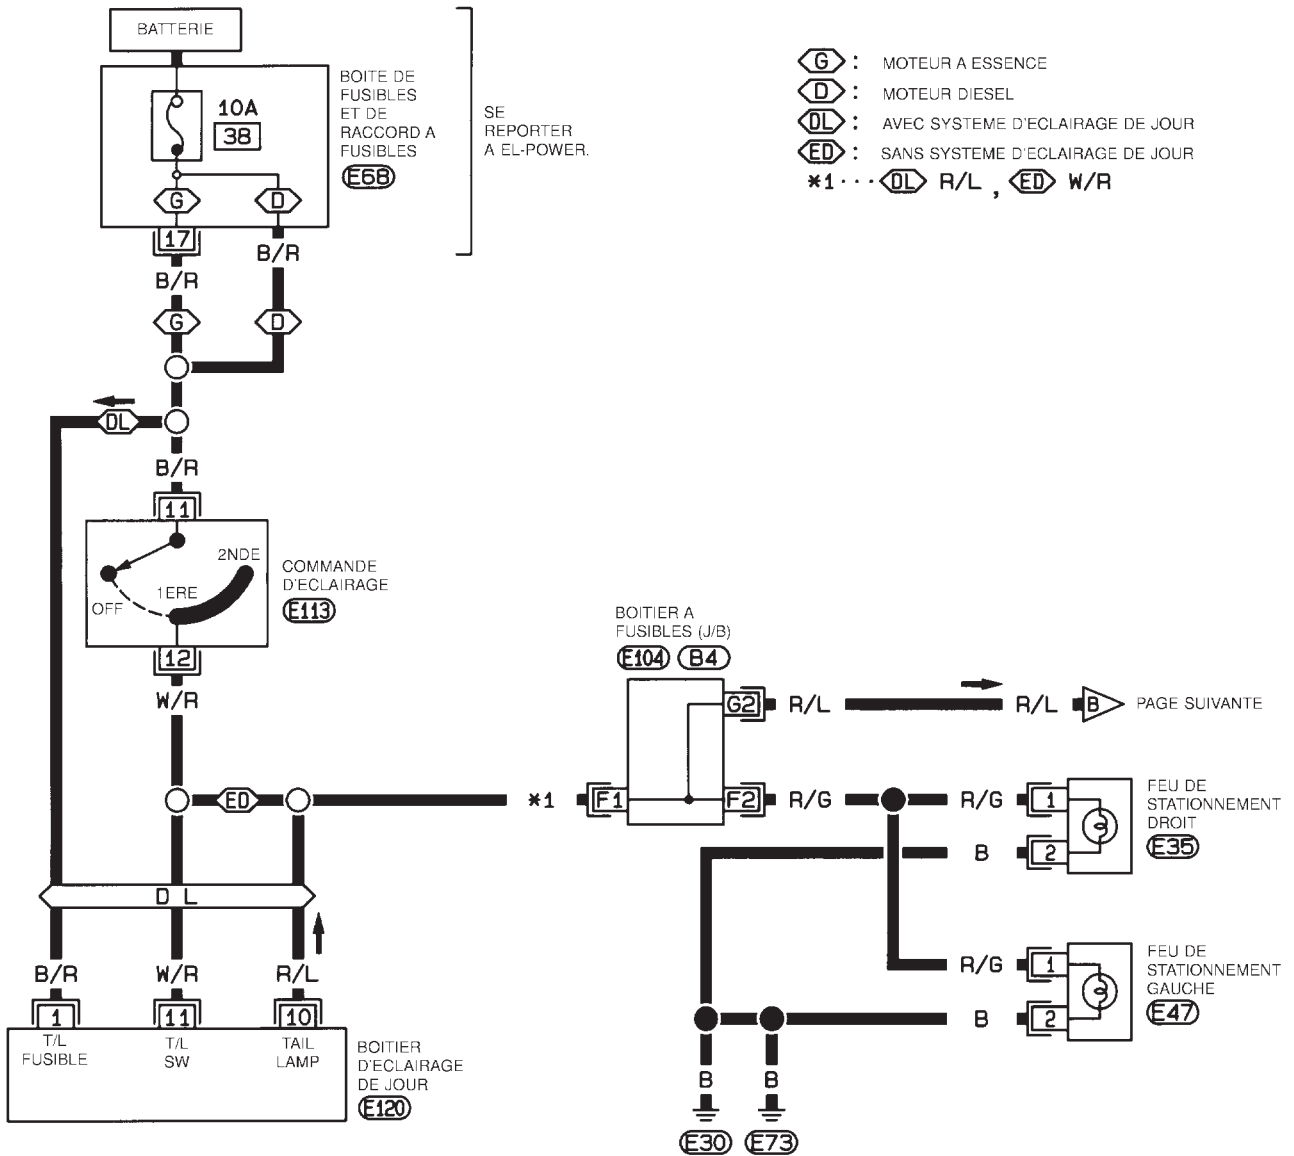 BATTERIE
BOITE DE
FUSIBLES
ET DE
RACCORD A
FUSIBLES
E68
10A
38
SE
REPORTER
A EL-POWER.
G : MOTEUR A ESSENCE
D : MOTEUR DIESEL
DL : AVEC SYSTEME D'ECLAIRAGE DE JOUR
ED : SANS SYSTEME D'ECLAIRAGE DE JOUR
*1··· DL R/L , ED W/R
G
D
17
B/R
B/R
G
D
DL
B/R
11
2NDE
1ERE
OFF
COMMANDE
D'ECLAIRAGE
E113
12
W/R
ED
*1
BOITIER A
FUSIBLES (J/B)
E104 B4
G2
R/L
R/L
B
PAGE SUIVANTE
F1
F2
R/G
R/G
1
B
2
FEU DE
STATIONNEMENT
DROIT
E35
R/G
1
B
2
FEU DE
STATIONNEMENT
GAUCHE
E47
B
B
E30
E73
D L
B/R
W/R
R/L
1
11
10
T/L
FUSIBLE
T/L
SW
TAIL
LAMP
BOITIER
D'ECLAIRAGE
DE JOUR
E120